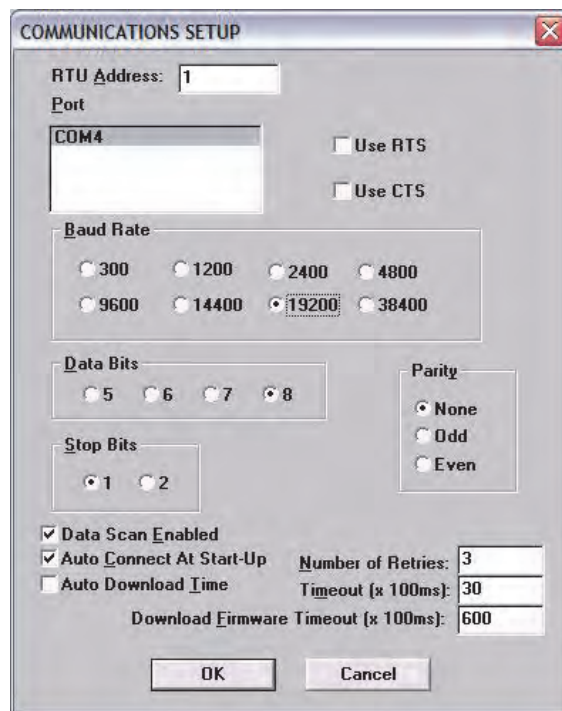 COMMUNICATIONS SETUP
RTU Address: 1
Port
COM4
Use RTS
Use CTS
Baud Rate
300 1200 2400 4800
9600 14400 19200 38400
Data Bits
5 6 7 8
Parity
None
Odd
Even
Stop Bits
1 2
Data Scan Enabled
Auto Connect At Start-Up
Auto Download Time
Number of Retries: 3
Timeout (x 100ms): 30
Download Firmware Timeout (x 100ms): 600
OK Cancel